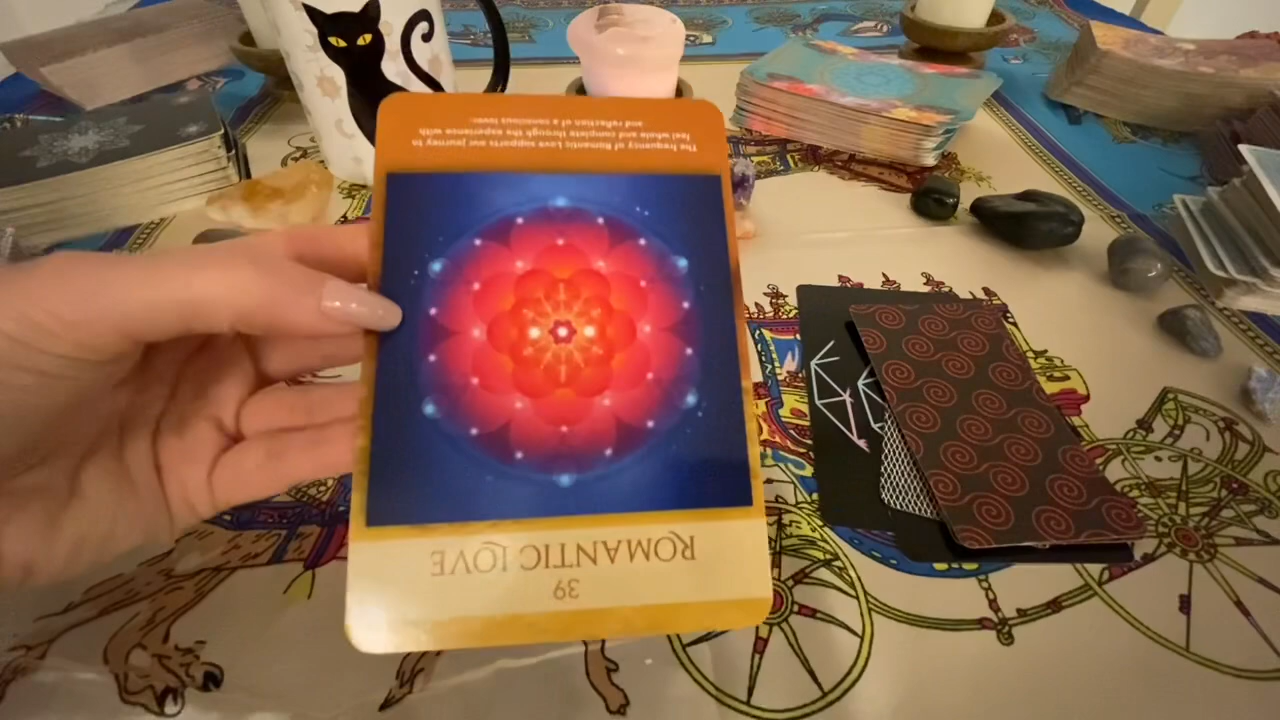 39
ROMANTIC LOVE
The frequency of Romantic Love supports our journey to
feel whole and complete through the experience with
and reflection of a conscious lover.